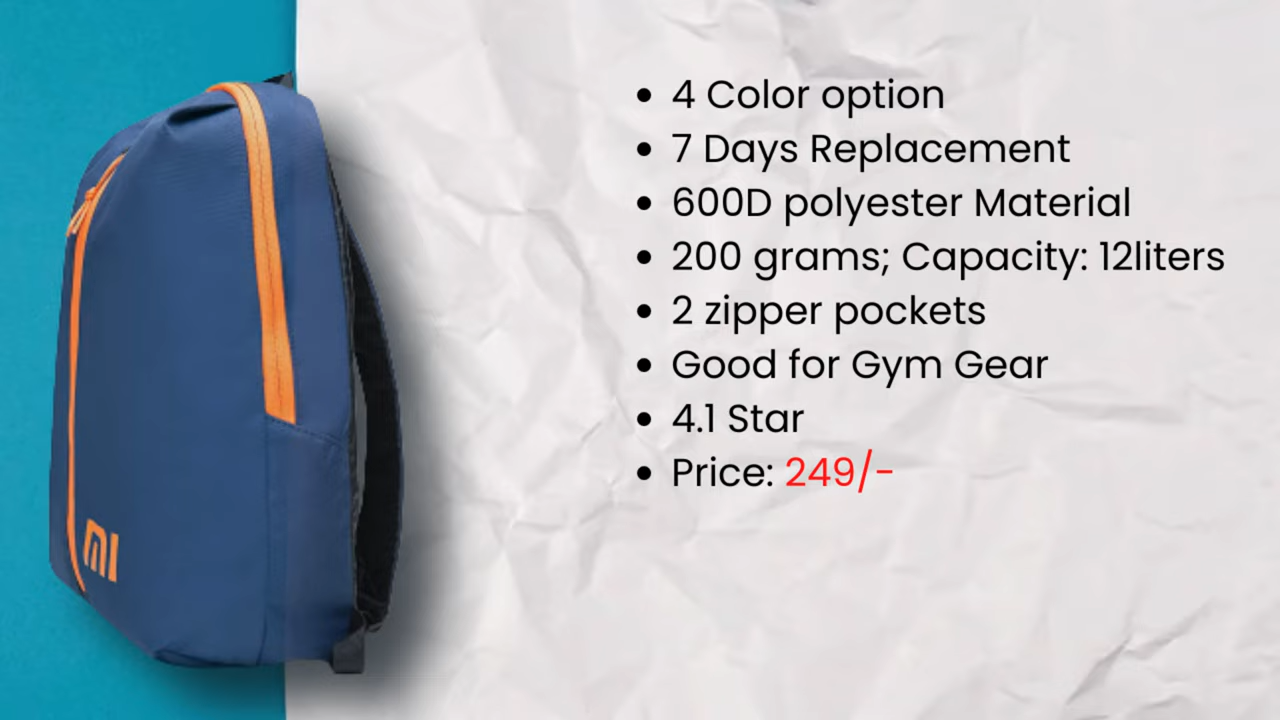 4 Color option
7 Days Replacement
600D polyester Material
200 grams; Capacity: 12liters
2 zipper pockets
Good for Gym Gear
4.1 Star
Price: 249/-
MI